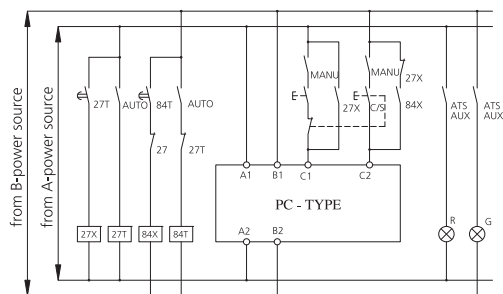 from B-power source
from A-power source
27T
AUTO
84T
AUTO
27
27T
MANU
27X
MANU
C/S
27X
84X
ATS
AUX
ATS
AUX
A1
B1
C1
C2
PC - TYPE
A2
B2
27X
27T
84X
84T
R
G